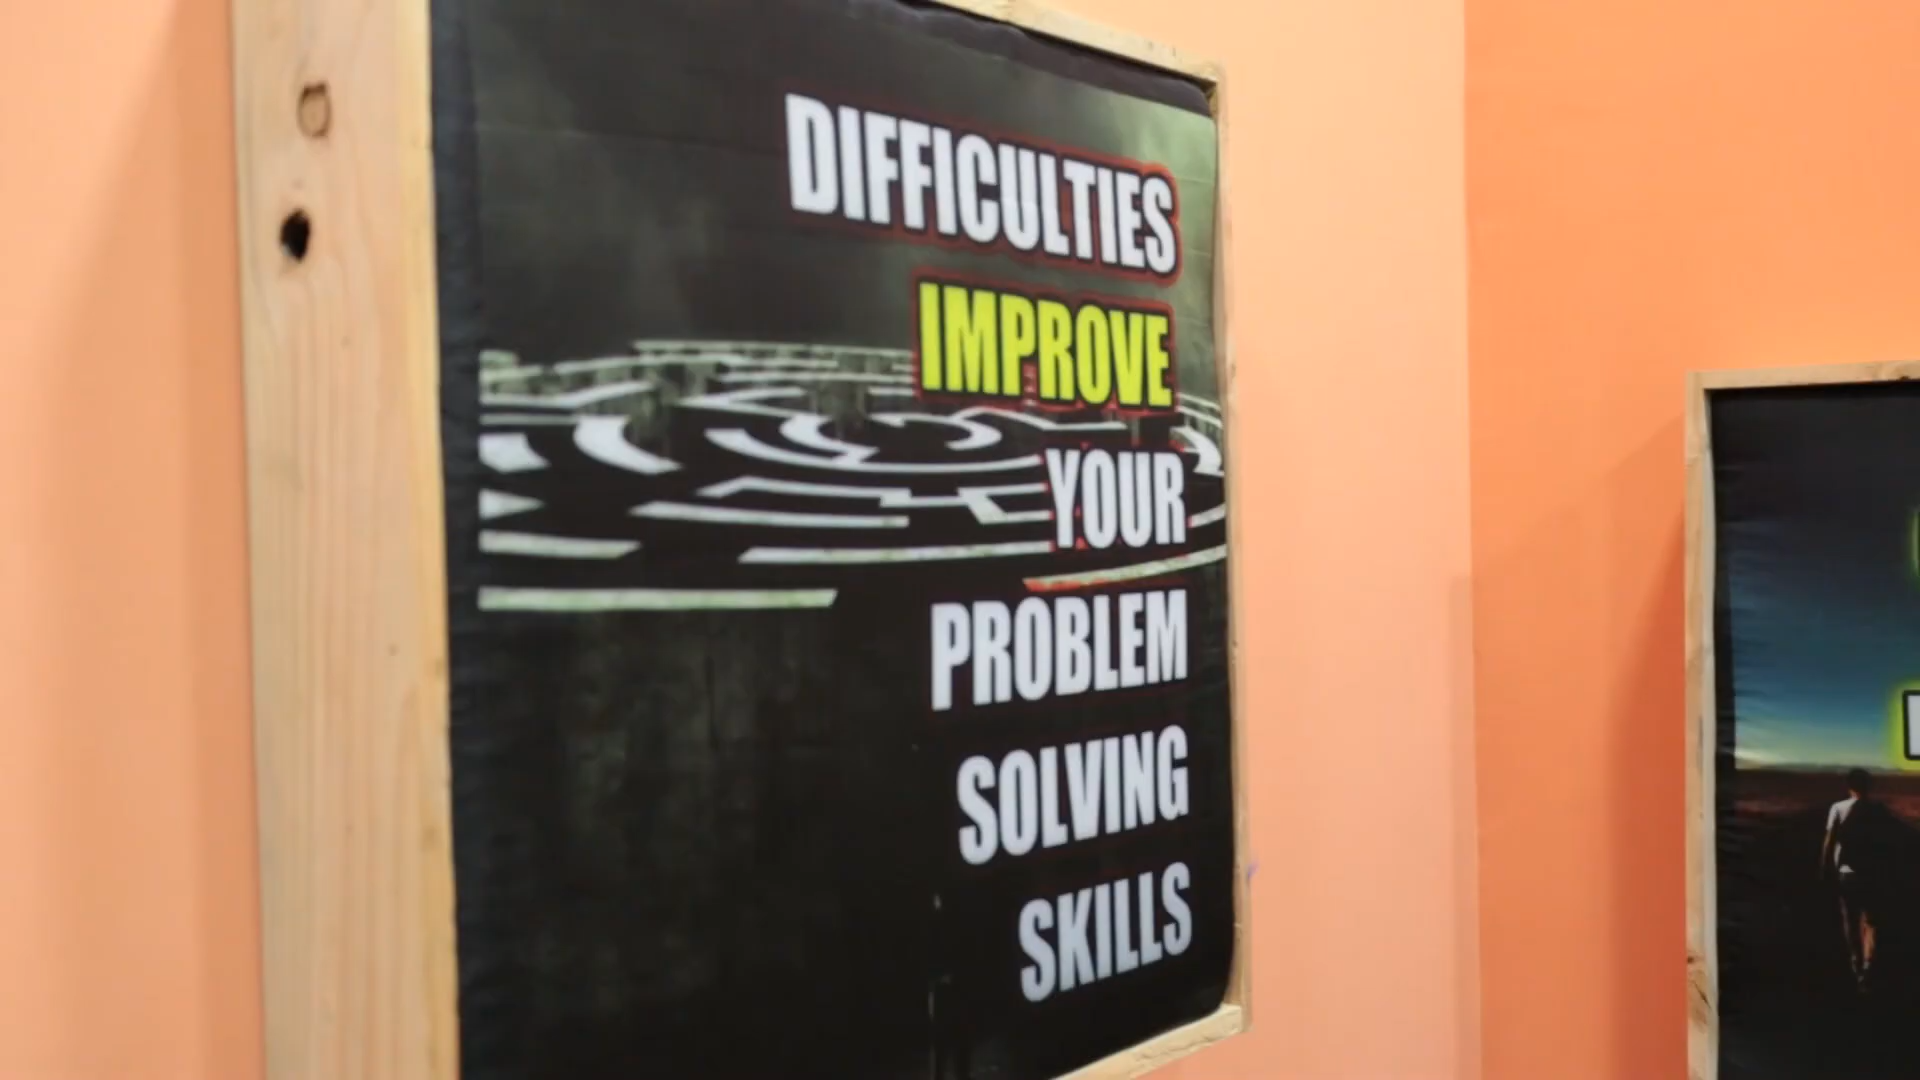 DIFFICULTIES
IMPROVE
YOUR
PROBLEM
SOLVING
SKILLS